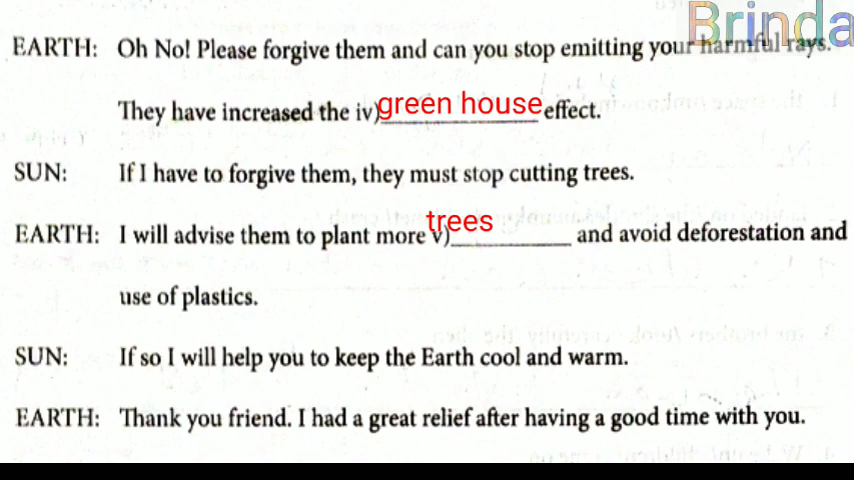 Brinda
EARTH: Oh No! Please forgive them and can you stop emitting your harmful rays.
They have increased the iv) green house effect.
SUN: If I have to forgive them, they must stop cutting trees.
EARTH: I will advise them to plant more v) trees and avoid deforestation and
use of plastics.
SUN: If so I will help you to keep the Earth cool and warm.
EARTH: Thank you friend. I had a great relief after having a good time with you.